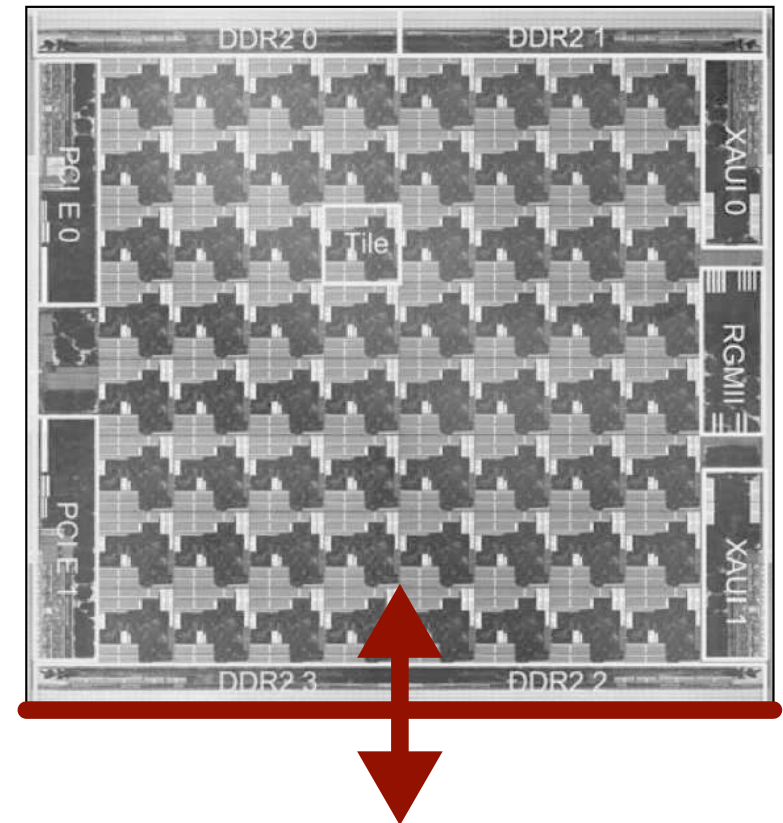 DDR2 0
DDR2 1
PCI E 0
XAUI 0
Tile
RGMII
PCI E 1
XAUI 1
DDR2 3
DDR2 2